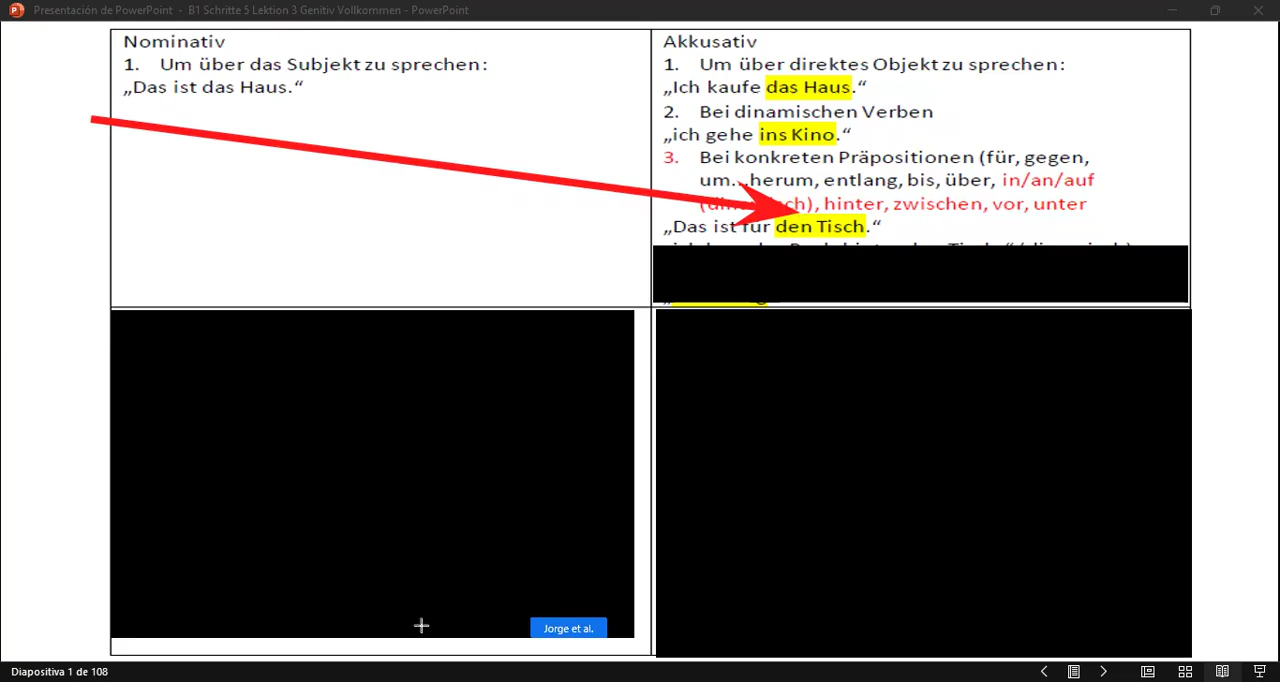 Presentación de PowerPoint - B1 Schritte 5 Lektion 3 Genitiv Vollkommen - PowerPoint
Nominativ
1. Um über das Subjekt zu sprechen:
„Das ist das Haus.“
Akkusativ
1. Um über direktes Objekt zu sprechen:
„Ich kaufe das Haus.“
2. Bei dinamischen Verben
„ich gehe ins Kino.“
3. Bei konkreten Präpositionen (für, gegen,
um... herum, entlang, bis, über, in/an/auf
hinter, zwischen, vor, unter
„Das ist für den Tisch.“
Jorge et al.
Diapositiva 1 de 108